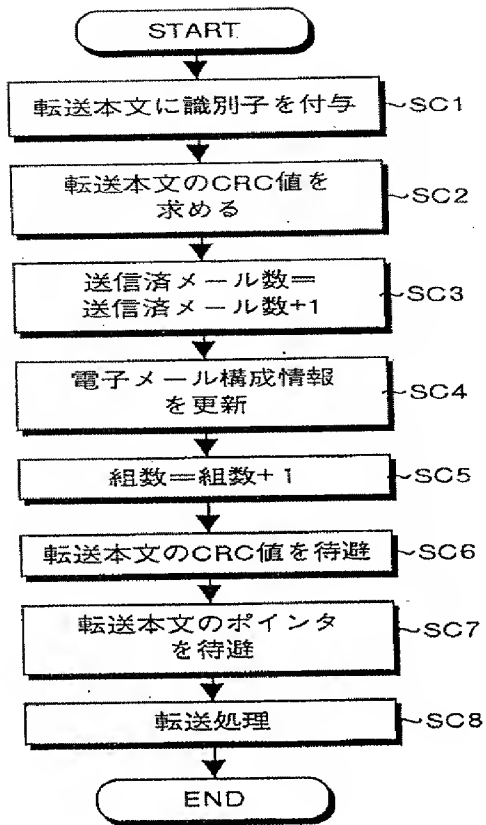 START
転送本文に識別子を付与
SC1
転送本文のCRC値を
求める
SC2
送信済メール数＝
送信済メール数+1
SC3
電子メール構成情報
を更新
SC4
組数＝組数+1
SC5
転送本文のCRC値を待避
SC6
転送本文のポインタ
を待避
SC7
転送処理
SC8
END